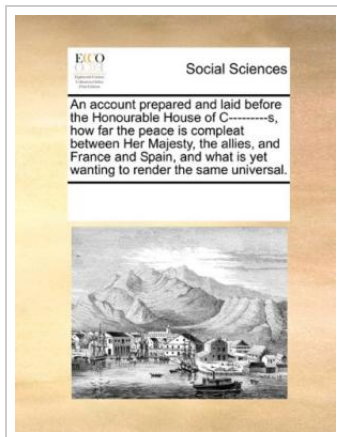 ECCO
Social Sciences
An account prepared and laid before
the Honourable House of C---------s,
how far the peace is compleat
between Her Majesty, the allies, and
France and Spain, and what is yet
wanting to render the same universal.